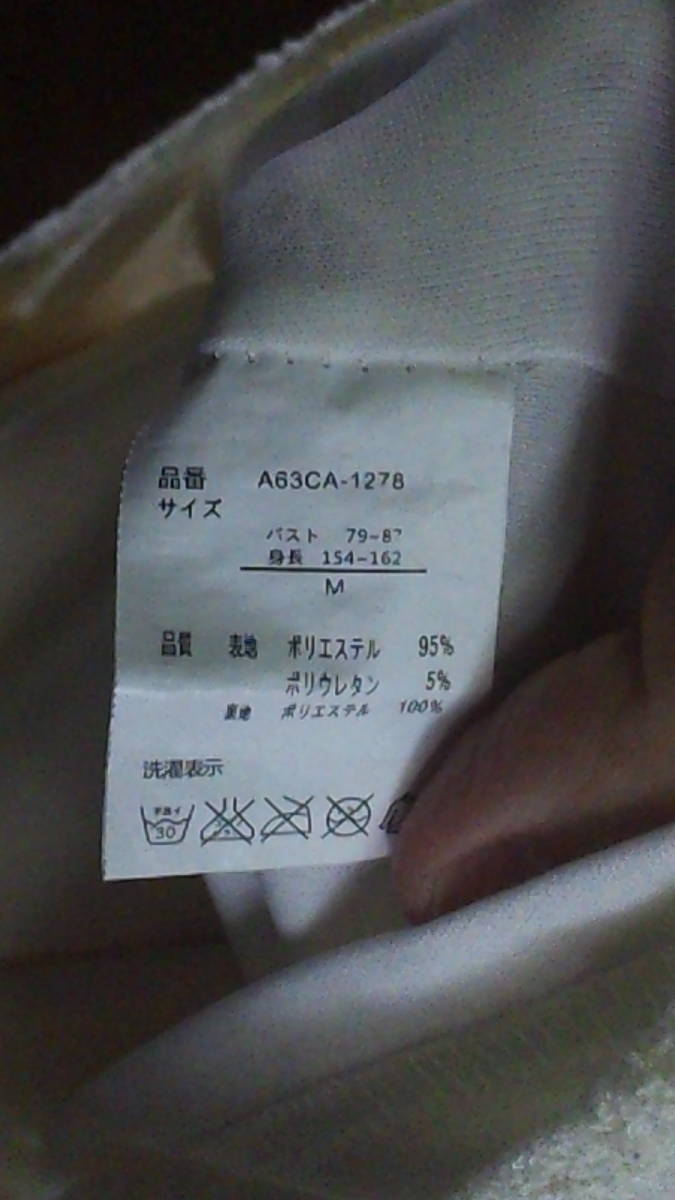 品番 A63CA-1278
サイズ
バスト 79~87
身長 154~162
M
品質 表地 ポリエステル 95%
ポリウレタン 5%
裏地 ポリエステル 100%
洗濯表示
手洗イ
30